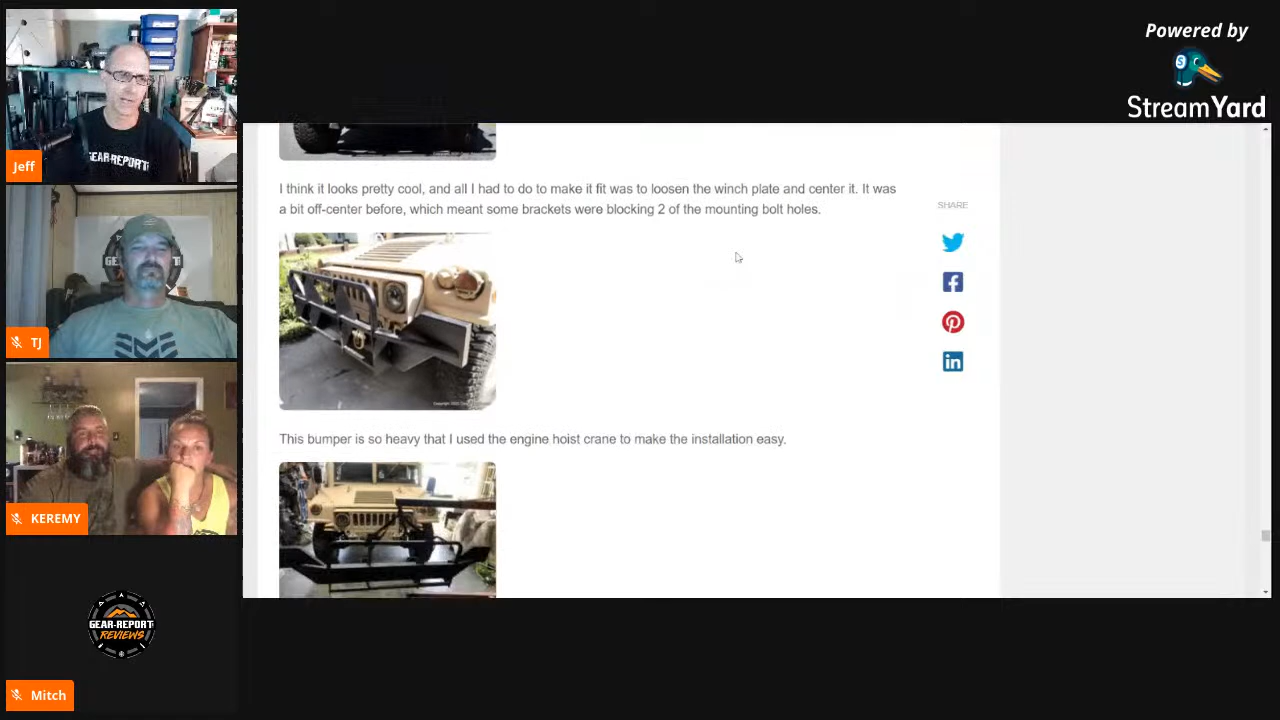 Powered by
StreamYard
GEAR-REPORT
Jeff
GEAR
TJ
KEREMY
GEAR-REPORT
REVIEWS
Mitch
I think it looks pretty cool, and all I had to do to make it fit was to loosen the winch plate and center it. It was
a bit off-center before, which meant some brackets were blocking 2 of the mounting bolt holes.
This bumper is so heavy that I used the engine hoist crane to make the installation easy.
SHARE